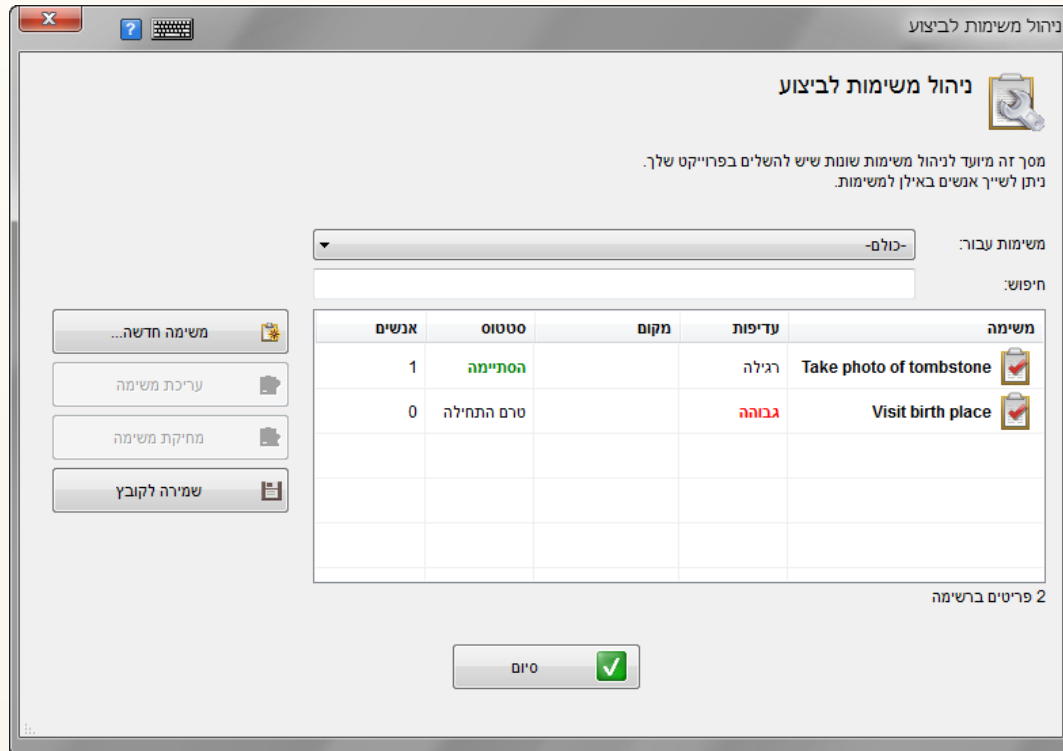 ניהול משימות לביצוע
ניהול משימות לביצוע
מסך זה מיועד לניהול משימות שונות שיש להשלים בפרוייקט שלך.
ניתן לשייך אנשים באילן למשימות.
משימות עבור: -כולם-
חיפוש:
משימה עדיפות מקום סטטוס אנשים
Take photo of tombstone רגילה הסתיימה 1
Visit birth place גבוהה טרם התחילה 0
2 פריטים ברשימה
משימה חדשה...
עריכת משימה
מחיקת משימה
שמירה לקובץ
סיום